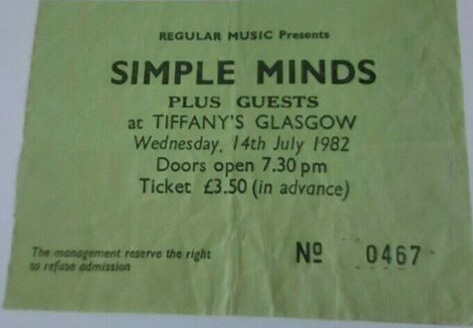 REGULAR MUSIC Presents
SIMPLE MINDS
PLUS GUESTS
at TIFFANY'S GLASGOW
Wednesday, 14th July 1982
Doors open 7.30 pm
Ticket £3.50 (in advance)
The management reserve the right
to refuse admission
Nº 0467